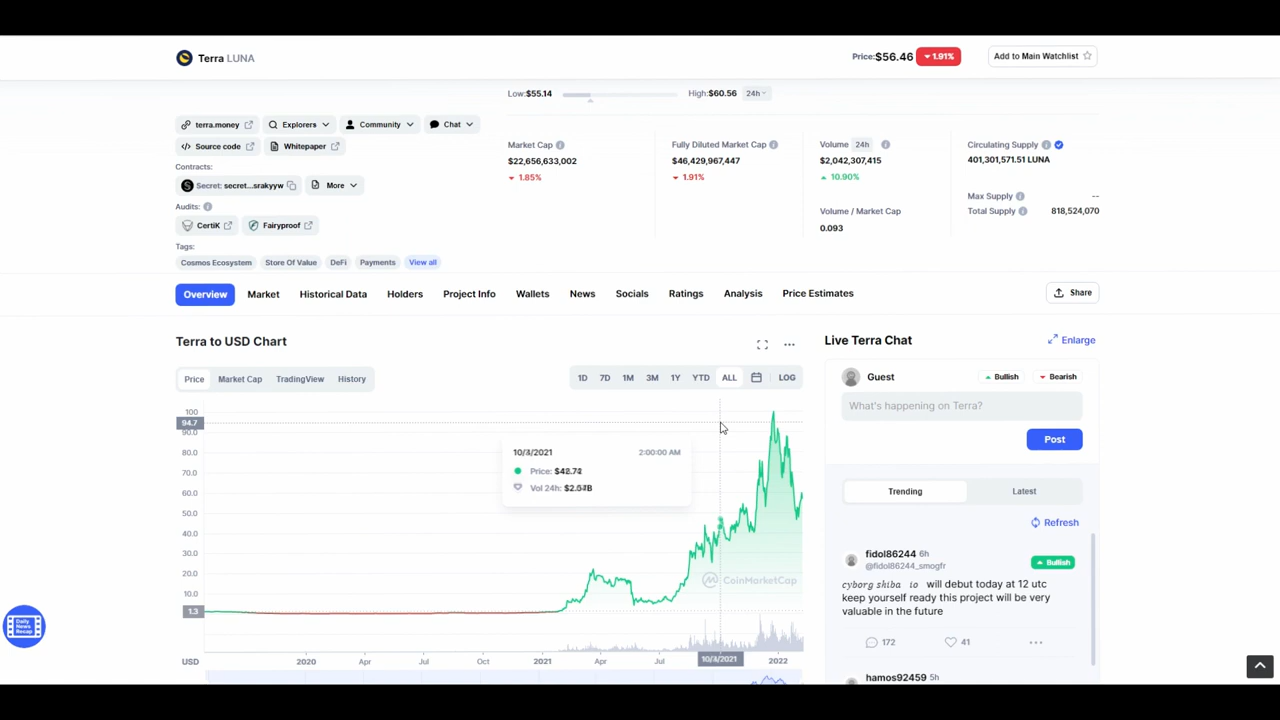 Terra LUNA
Price:$56.46 1.91% Add to Main Watchlist
Low:$55.14 High:$60.56 24h
terra.money Explorers Community Chat
Source code Whitepaper
Contracts:
Secret: secret...srakyyw More
Audits:
CertiK Fairyproof
Tags:
Cosmos Ecosystem Store Of Value DeFi Payments View all
Market Cap
$22,656,633,002
1.85%
Fully Diluted Market Cap
$46,429,967,447
1.91%
Volume 24h
$2,042,307,415
10.90%
Volume / Market Cap
0.093
Circulating Supply
401,301,571.51 LUNA
Max Supply --
Total Supply 818,524,070
Overview Market Historical Data Holders Project Info Wallets News Socials Ratings Analysis Price Estimates Share
Terra to USD Chart
Price Market Cap TradingView History
1D 7D 1M 3M 1Y YTD ALL LOG
100
94.7
90.0
80.0
70.0
60.0
50.0
40.0
30.0
20.0
10.0
1.3
2:00:00 AM
Price:
Vol 24h:
CoinMarketCap
USD 2020 Apr Jul Oct 2021 Apr Jul 2022
Live Terra Chat Enlarge
Guest Bullish Bearish
What's happening on Terra?
Post
Trending Latest
Refresh
fidol86244 6h
@fidol86244_smogfr Bullish
cyborg shiba io will debut today at 12 utc
keep yourself ready this project will be very
valuable in the future
172 41
hamos92459 5h
Daily
News
Recap